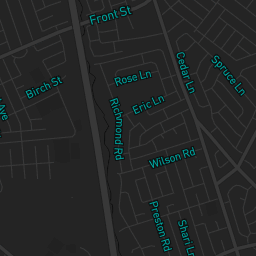 Front St
Cedar Ln
Spruce Ln
Rose Ln
Birch St
Eric Ln
Richmond Rd
Ave
Wilson Rd
Preston Rd
Shari Ln